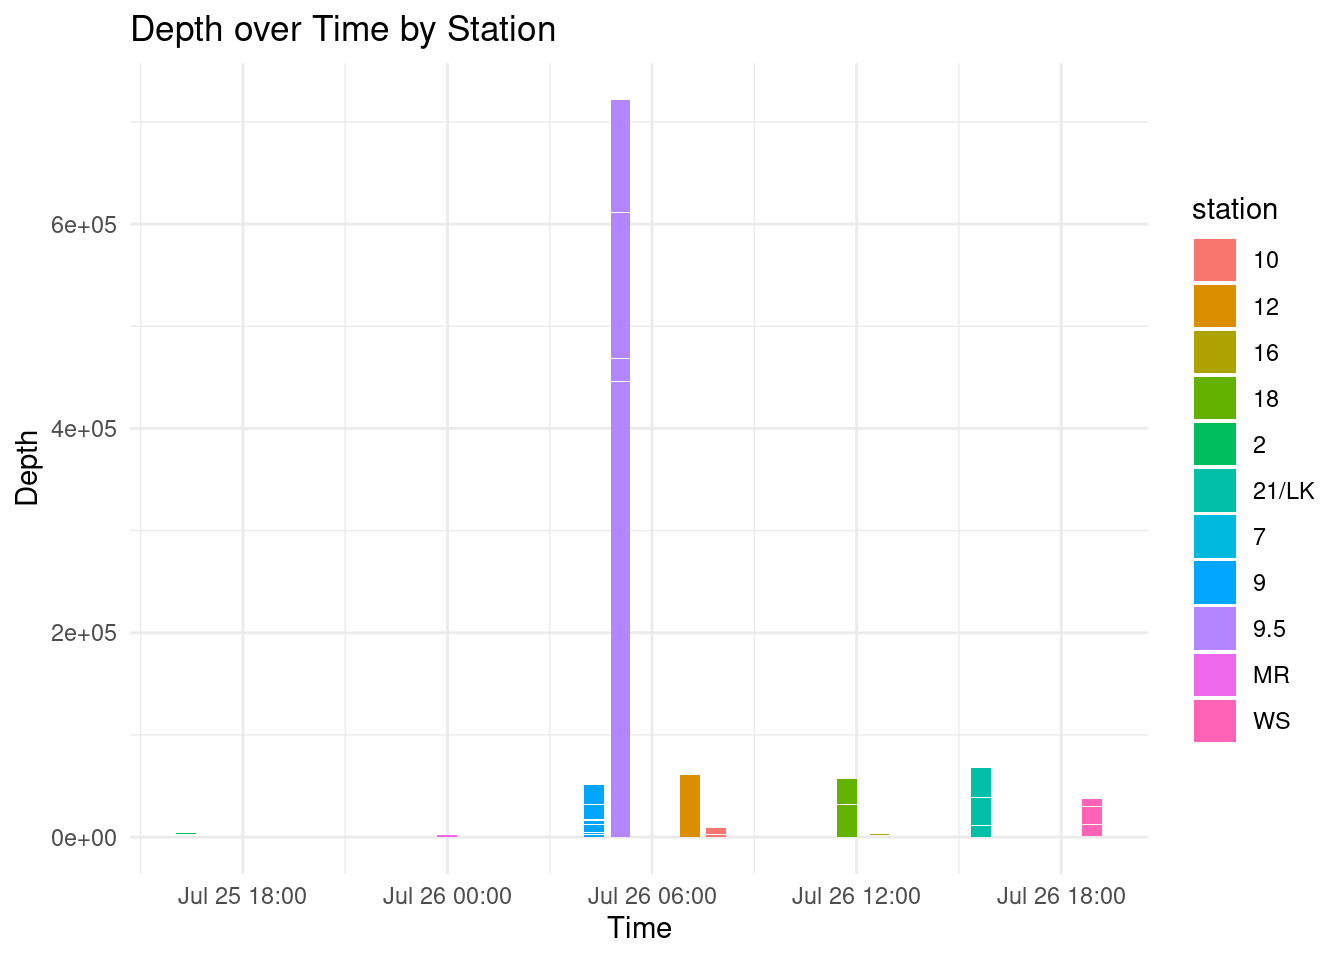 Depth over Time by Station
Depth
6e+05
4e+05
2e+05
0e+00
Jul 25 18:00
Jul 26 00:00
Jul 26 06:00
Jul 26 12:00
Jul 26 18:00
Time
station
10
12
16
18
2
21/LK
7
9
9.5
MR
WS